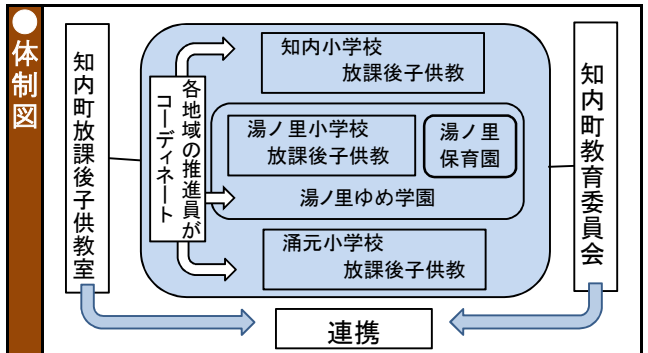 ●体制図
知内町放課後子供教室
各地域の推進員が
コーディネート
知内小学校
放課後子供教
湯ノ里小学校
放課後子供教
湯ノ里
保育園
湯ノ里ゆめ学園
涌元小学校
放課後子供教
知内町教育委員会
連携